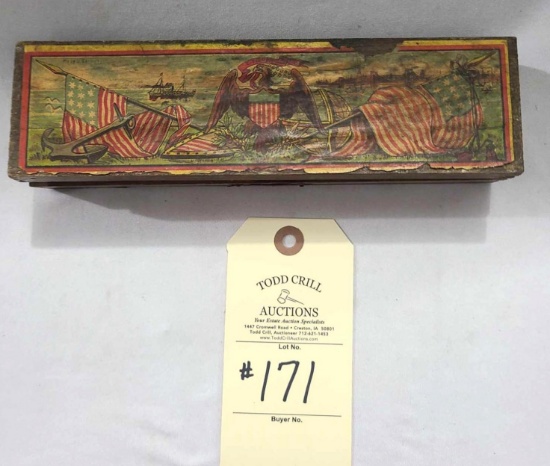 TODD CRILL
AUCTIONS
Your Estate Auction Specialists
1447 Cromwell Road • Creston, IA 50801
Todd Crill, Auctioneer 712-621-1453
www.ToddCrillAuctions.com
Lot No.
#171
Buyer No.